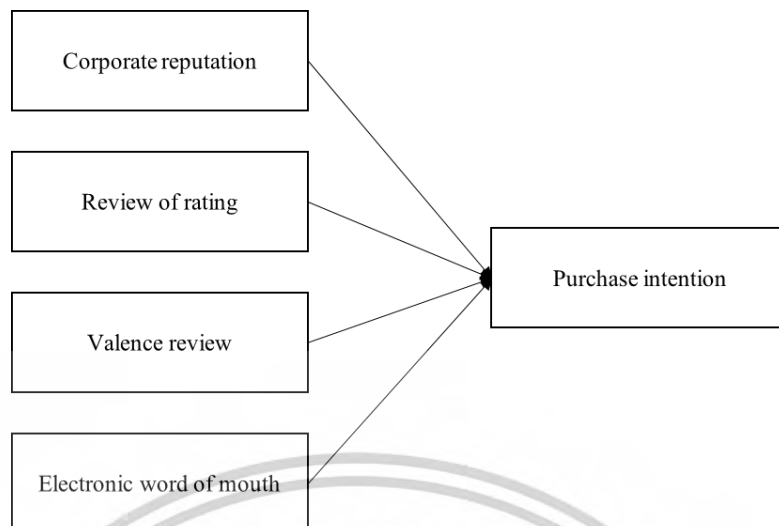 Corporate reputation
Review of rating
Purchase intention
Valence review
Electronic word of mouth